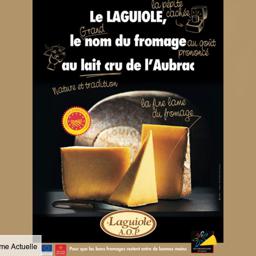 la pépite
cachée
Le LAGUIOLE,
Grand
le nom du fromage au goût
prononcé
au lait cru de l'Aubrac
Nature et tradition
la fine lame
du fromage
Laguiole
A.O.P.
me Actuelle
Pour que les bons fromages restent entre de bonnes mains